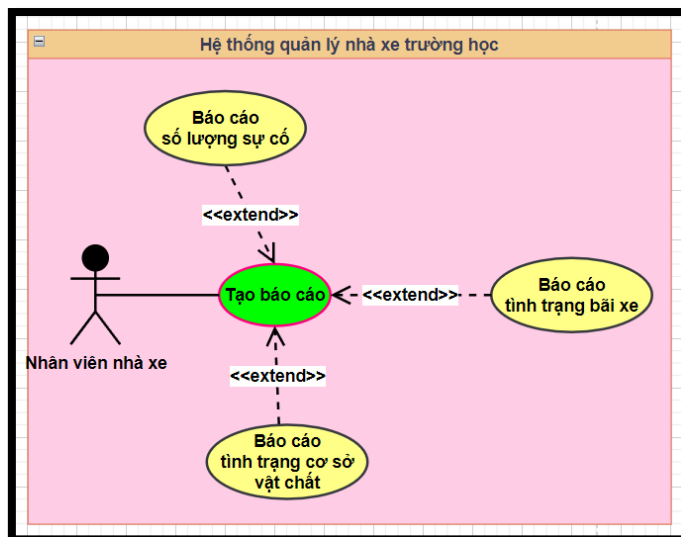 Hệ thống quản lý nhà xe trường học
Báo cáo
số lượng sự cố
<<extend>>
Tạo báo cáo
<<extend>>
Báo cáo
tình trạng bãi xe
Nhân viên nhà xe
<<extend>>
Báo cáo
tình trạng cơ sở
vật chất